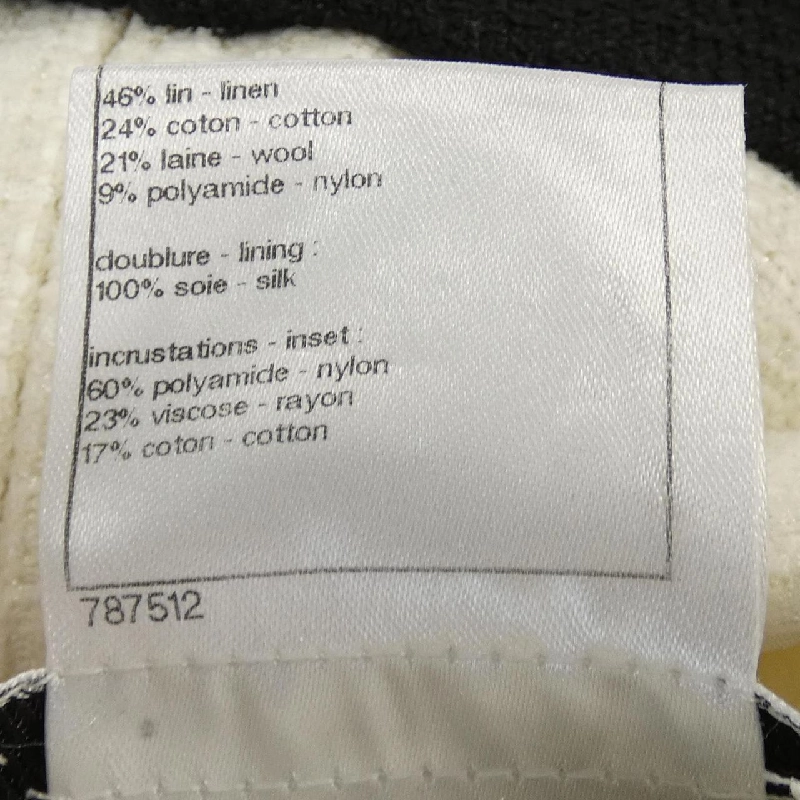 46% lin - linen
24% coton - cotton
21% laine - wool
9% polyamide - nylon
doublure - lining :
100% soie - silk
incrustations - inset :
60% polyamide - nylon
23% viscose - rayon
17% coton - cotton
787512